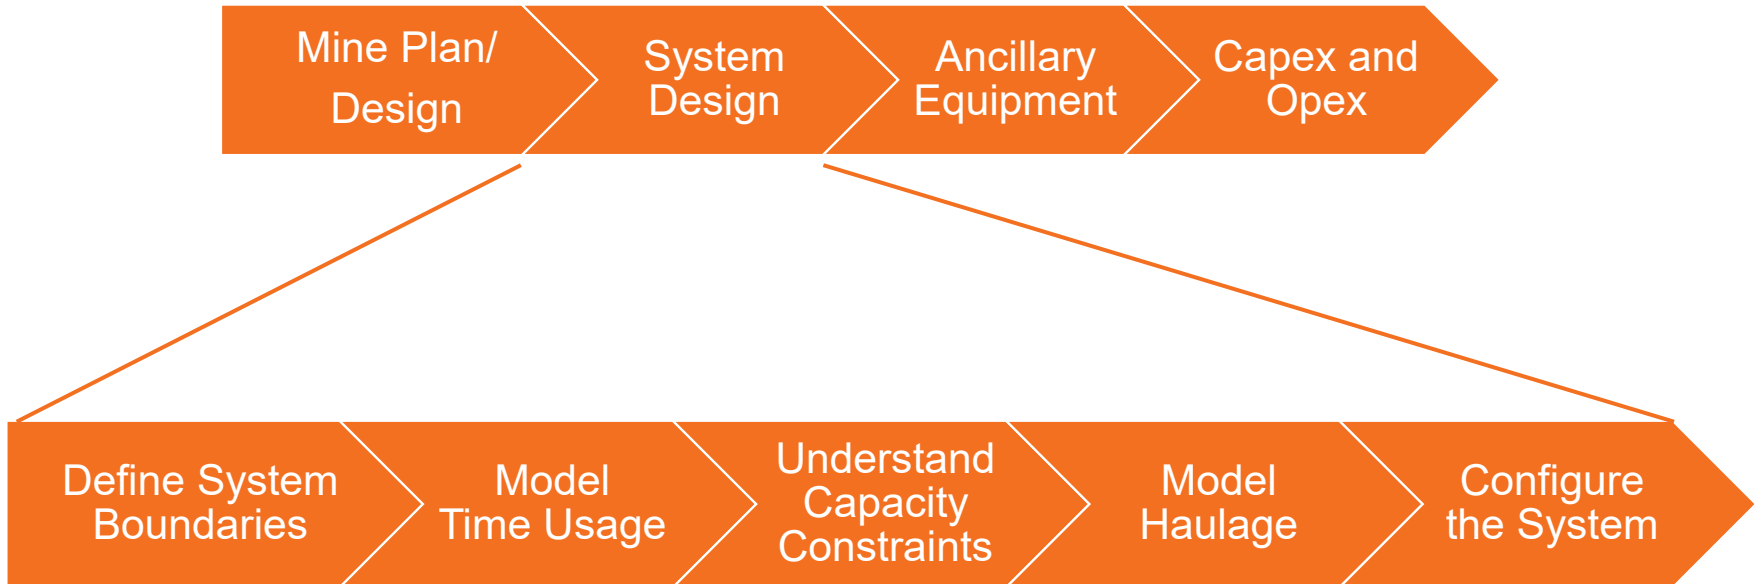 Mine Plan/
Design
System
Design
Ancillary
Equipment
Capex and
Opex
Define System
Boundaries
Model
Time Usage
Understand
Capacity
Constraints
Model
Haulage
Configure
the System